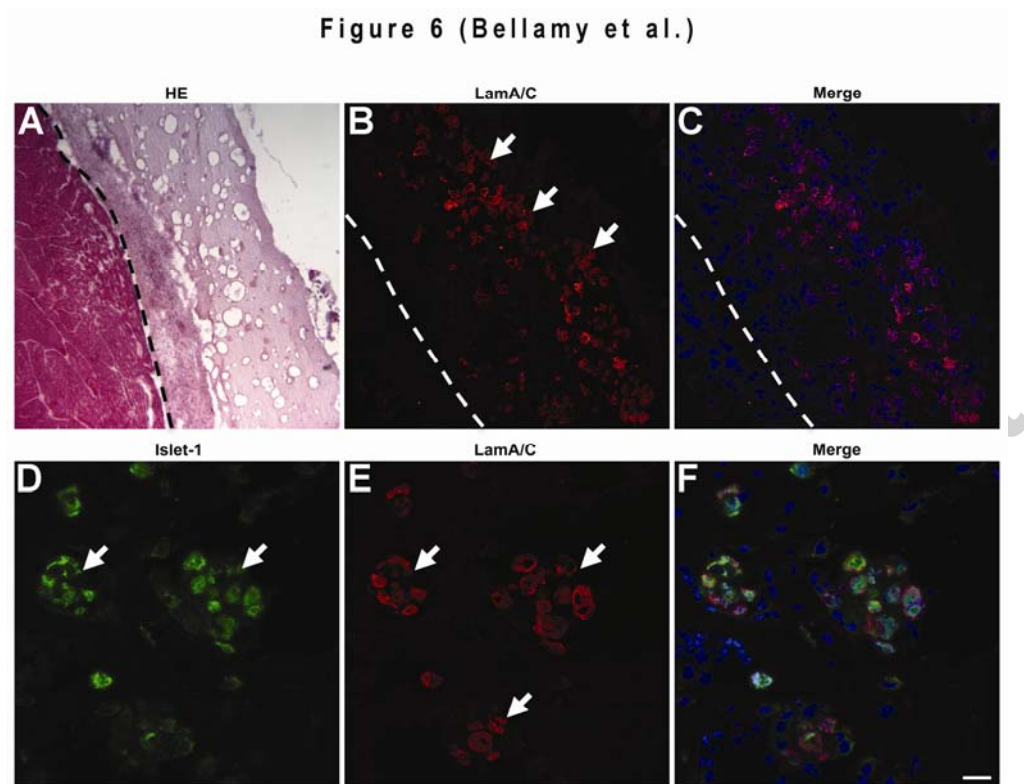 Figure 6 (Bellamy et al.)
HE LamA/C Merge
A B C
Islet-1 LamA/C Merge
D E F